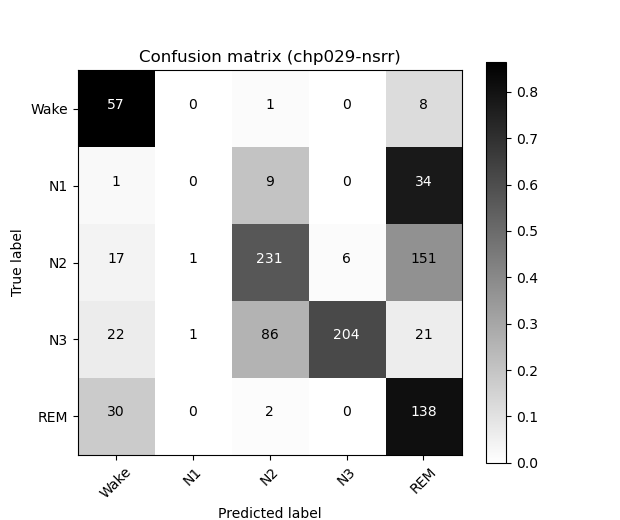 Confusion matrix (chp029-nsrr)
True label
Wake 57 0 1 0 8
N1 1 0 9 0 34
N2 17 1 231 6 151
N3 22 1 86 204 21
REM 30 0 2 0 138
Wake N1 N2 N3 REM
Predicted label
0.8
0.7
0.6
0.5
0.4
0.3
0.2
0.1
0.0